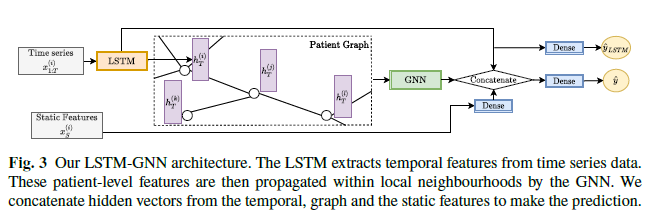 Time series
x_{1:T}^{(i)}
LSTM
Patient Graph
h_T^{(i)}
h_T^{(j)}
h_T^{(k)}
h_T^{(l)}
GNN
Concatenate
Dense
ŷ_{LSTM}
Dense
ŷ
Dense
Static Features
x_S^{(i)}
Fig. 3 Our LSTM-GNN architecture. The LSTM extracts temporal features from time series data.
These patient-level features are then propagated within local neighbourhoods by the GNN. We
concatenate hidden vectors from the temporal, graph and the static features to make the prediction.